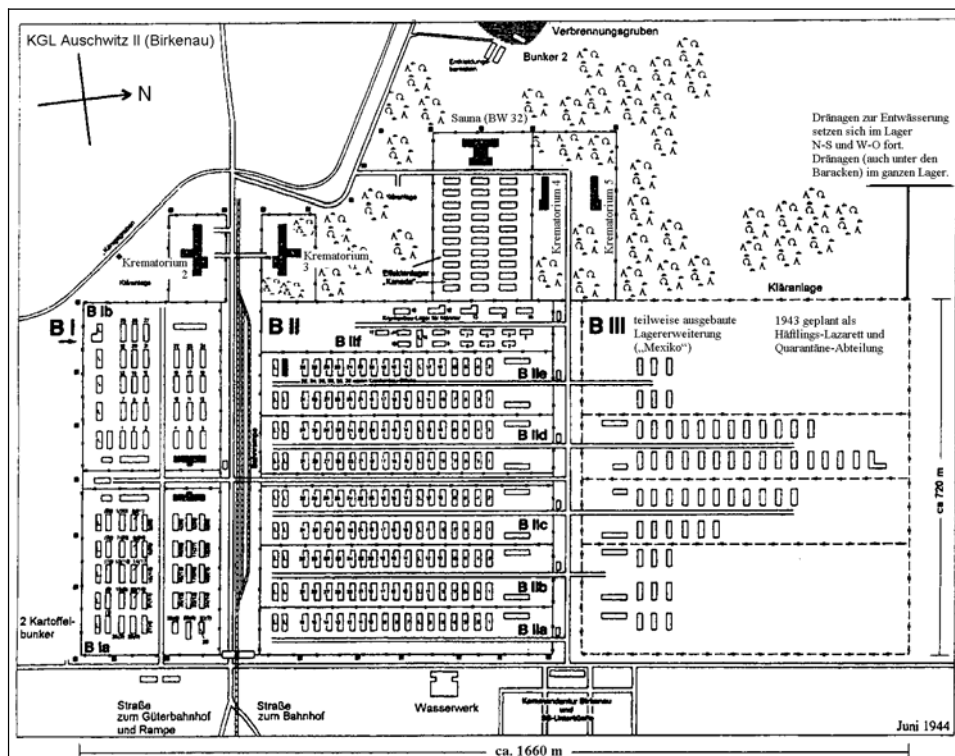 KGL Auschwitz II (Birkenau)
N
Verbrennungsgruben
Bunker 2
Sauna (BW 32)
Dränagen zur Entwässerung
setzen sich im Lager
N-S und W-O fort.
Dränagen (auch unter den
Baracken) im ganzen Lager.
Krematorium 4
Krematorium 5
Krematorium
2
Krematorium
3
Kläranlage
Kläranlage
Effektenlager
"Kanada"
Kläranlage
B I
B Ib
B II
B IIf
B III
teilweise ausgebaute
Lagererweiterung
(„Mexiko")
1943 geplant als
Häftlings-Lazarett und
Quarantäne-Abteilung
B IIe
B IId
B IIc
B IIb
B IIa
ca 720 m
2 Kartoffel-
bunker
B Ia
Straße
zum Güterbahnhof
und Rampe
Straße
zum Bahnhof
Wasserwerk
Kommandantur Birkenau
und
SS-Unterkünfte
Juni 1944
ca. 1660 m